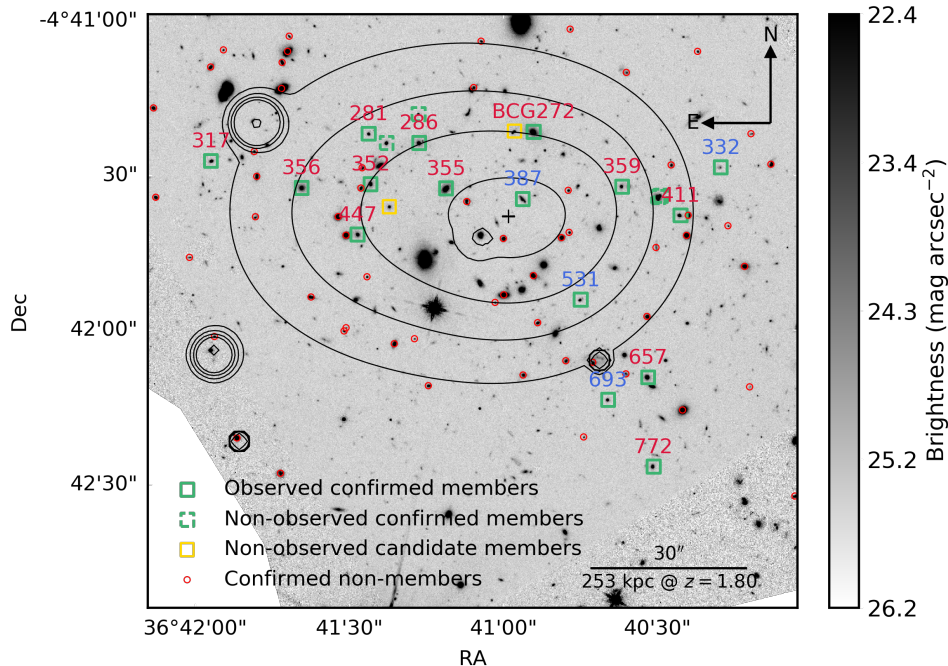 -4°41'00"
30"
42'00"
42'30"
Dec
36°42'00"
41'30"
41'00"
40'30"
RA
N
E
281
286
BCG272
317
332
356
352
355
387
359
411
447
531
657
693
772
Observed confirmed members
Non-observed confirmed members
Non-observed candidate members
Confirmed non-members
30"
253 kpc @ z = 1.80
22.4
23.4
24.3
25.2
26.2
Brightness (mag arcsec⁻²)